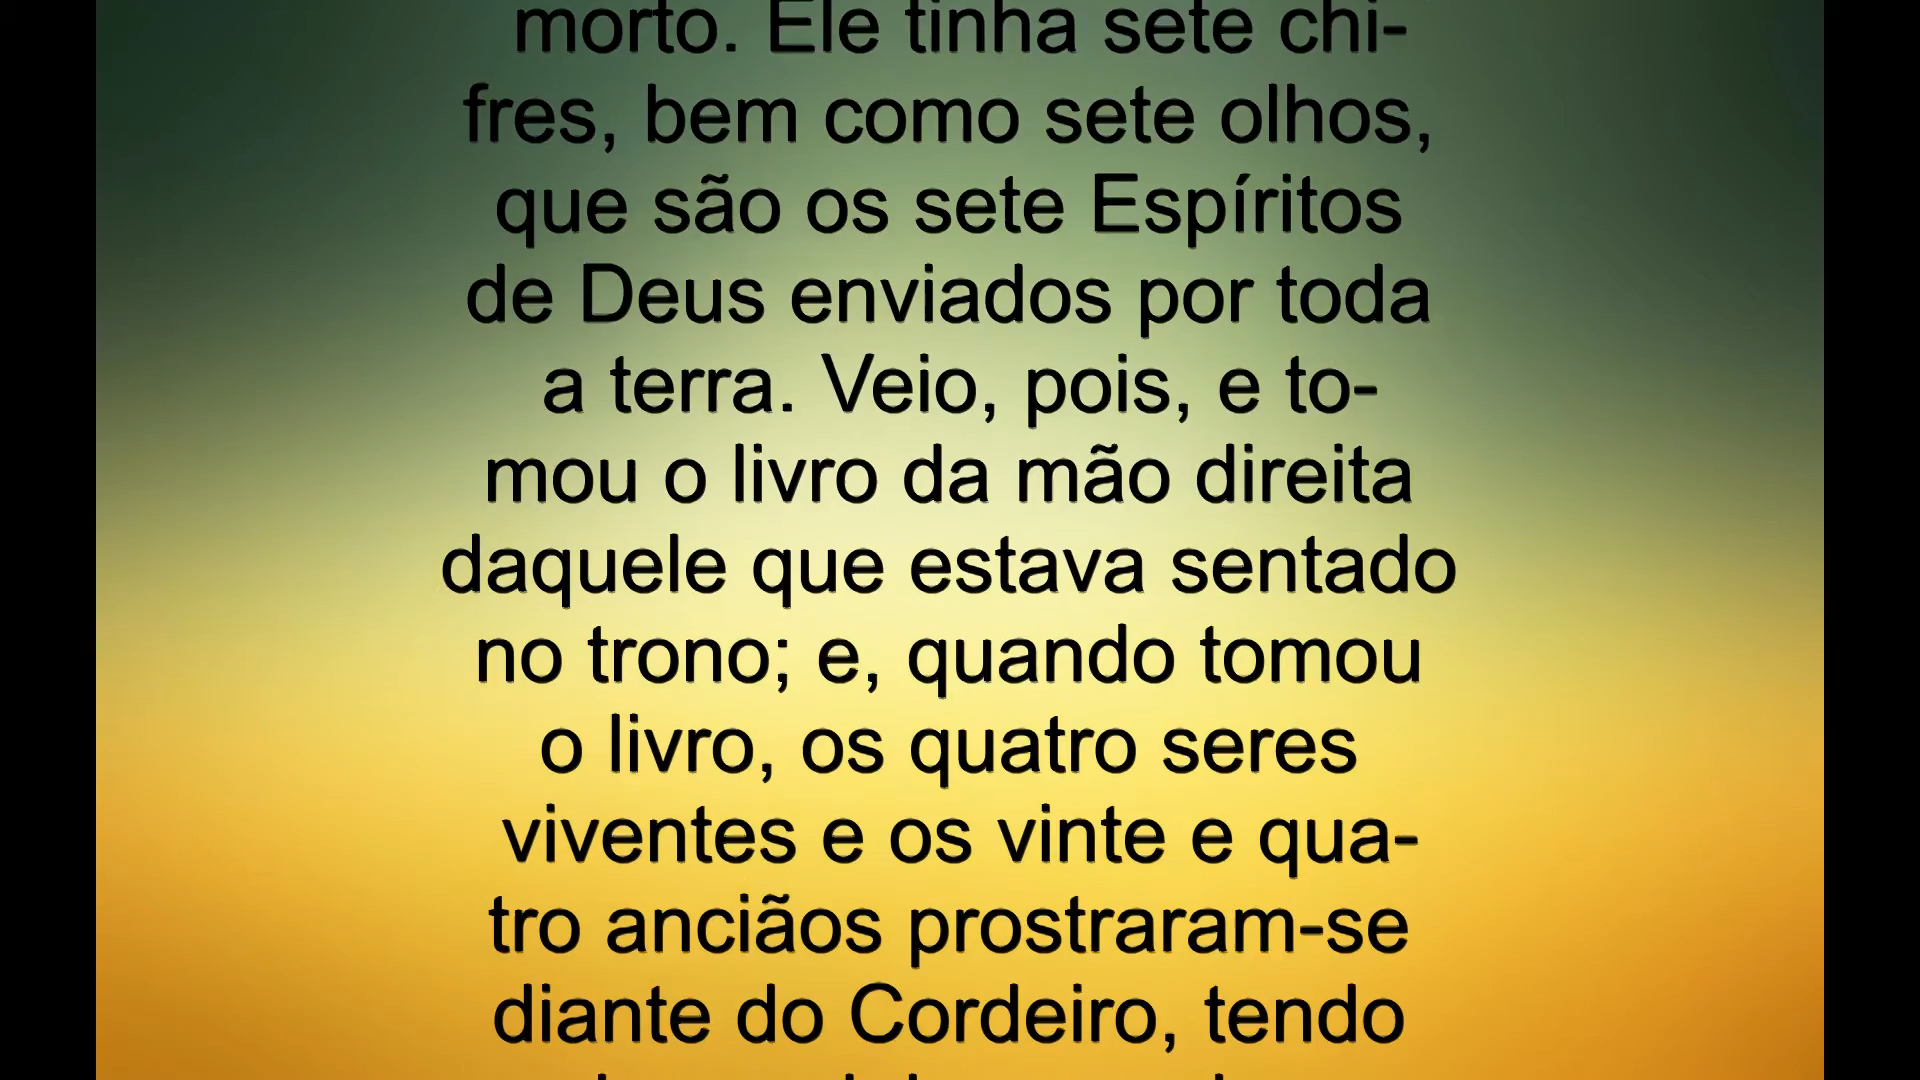 morto. Ele tinha sete chi-
fres, bem como sete olhos,
que são os sete Espíritos
de Deus enviados por toda
a terra. Veio, pois, e to-
mou o livro da mão direita
daquele que estava sentado
no trono; e, quando tomou
o livro, os quatro seres
viventes e os vinte e qua-
tro anciãos prostraram-se
diante do Cordeiro, tendo